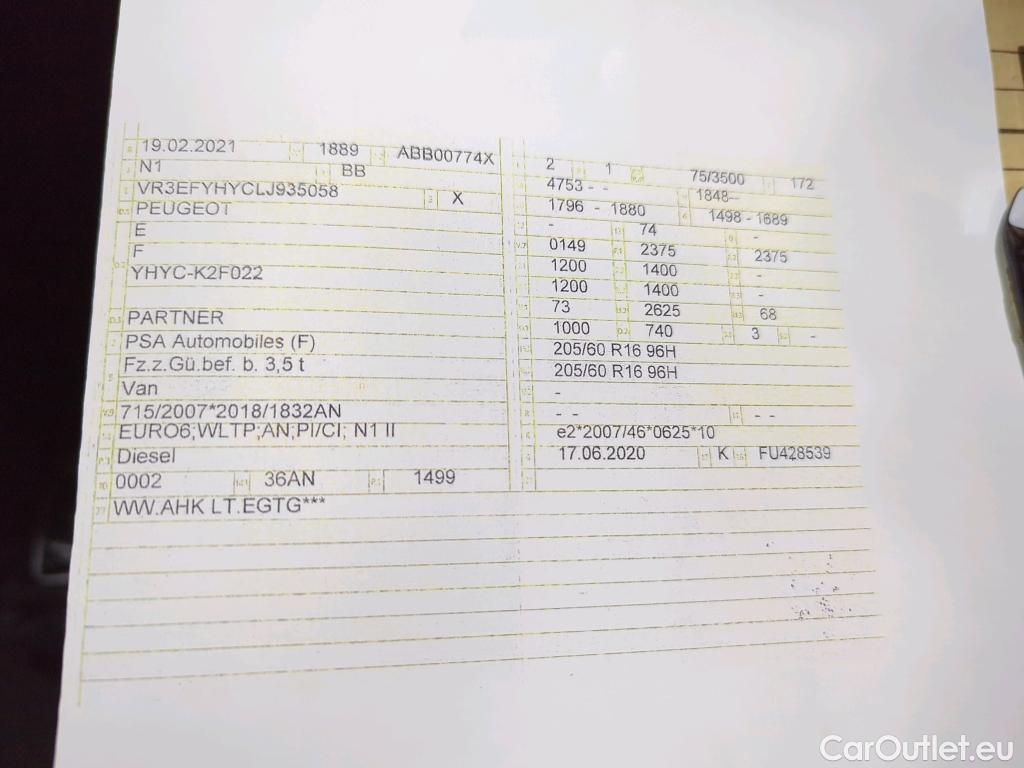 19.02.2021 1889 ABB00774X
N1 BB
VR3EFYHYCLJ935058 X
PEUGEOT
E
F
YHYC-K2F022
PARTNER
PSA Automobiles (F)
Fz.z.Gü.bef. b. 3,5 t
Van
715/2007*2018/1832AN
EURO6;WLTP;AN;PI/CI; N1 II
Diesel
0002 36AN 1499
WW.AHK LT.EGTG***
2 1 75/3500 172
4753 - - 1848--
1796 - 1880 1498 - 1689
- 74 -
0149 2375 2375
1200 1400 -
1200 1400 -
73 2625 68
1000 740 3 -
205/60 R16 96H
205/60 R16 96H
-
- - - -
e2*2007/46*0625*10
17.06.2020 K FU428539
CarOutlet.eu